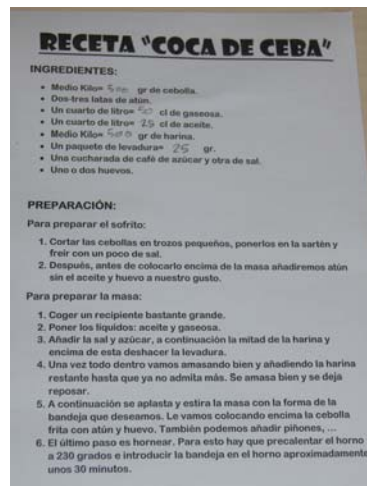 RECETA “COCA DE CEBA”
INGREDIENTES:
• Medio Kilo= 500 gr de cebolla.
• Dos-tres latas de atún.
• Un cuarto de litro= cl de gaseosa.
• Un cuarto de litro= 25 cl de aceite.
• Medio Kilo= 500 gr de harina.
• Un paquete de levadura= 25 gr.
• Una cucharada de café de azúcar y otra de sal.
• Uno o dos huevos.
PREPARACIÓN:
Para preparar el sofrito:
1. Cortar las cebollas en trozos pequeños, ponerlos en la sartén y
freir con un poco de sal.
2. Después, antes de colocarlo encima de la masa añadiremos atún
sin el aceite y huevo a nuestro gusto.
Para preparar la masa:
1. Coger un recipiente bastante grande.
2. Poner los líquidos: aceite y gaseosa.
3. Añadir la sal y azúcar, a continuación la mitad de la harina y
encima de esta deshacer la levadura.
4. Una vez todo dentro vamos amasando bien y añadiendo la harina
restante hasta que ya no admita más. Se amasa bien y se deja
reposar.
5. A continuación se aplasta y estira la masa con la forma de la
bandeja que deseamos. Le vamos colocando encima la cebolla
frita con atún y huevo. También podemos añadir piñones, ...
6. El último paso es hornear. Para esto hay que precalentar el horno
a 230 grados e introducir la bandeja en el horno aproximadamente
unos 30 minutos.